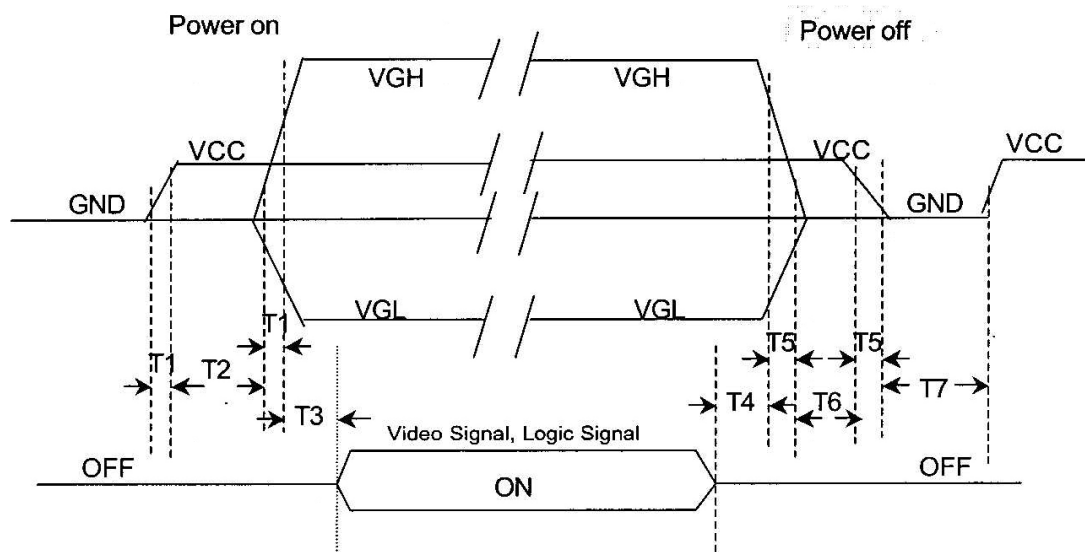 Power on
Power off
VGH
VGH
VCC
VCC
VCC
GND
GND
VGL
VGL
T1
T5
T5
T1
T2
T7
T3
T4
T6
Video Signal, Logic Signal
OFF
ON
OFF